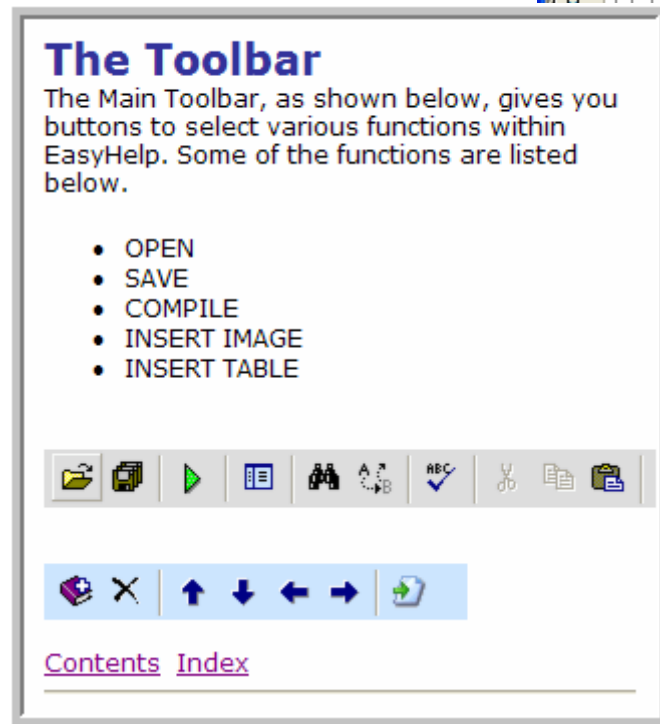 The Toolbar
The Main Toolbar, as shown below, gives you
buttons to select various functions within
EasyHelp. Some of the functions are listed
below.
• OPEN
• SAVE
• COMPILE
• INSERT IMAGE
• INSERT TABLE
A B ABC
Contents Index